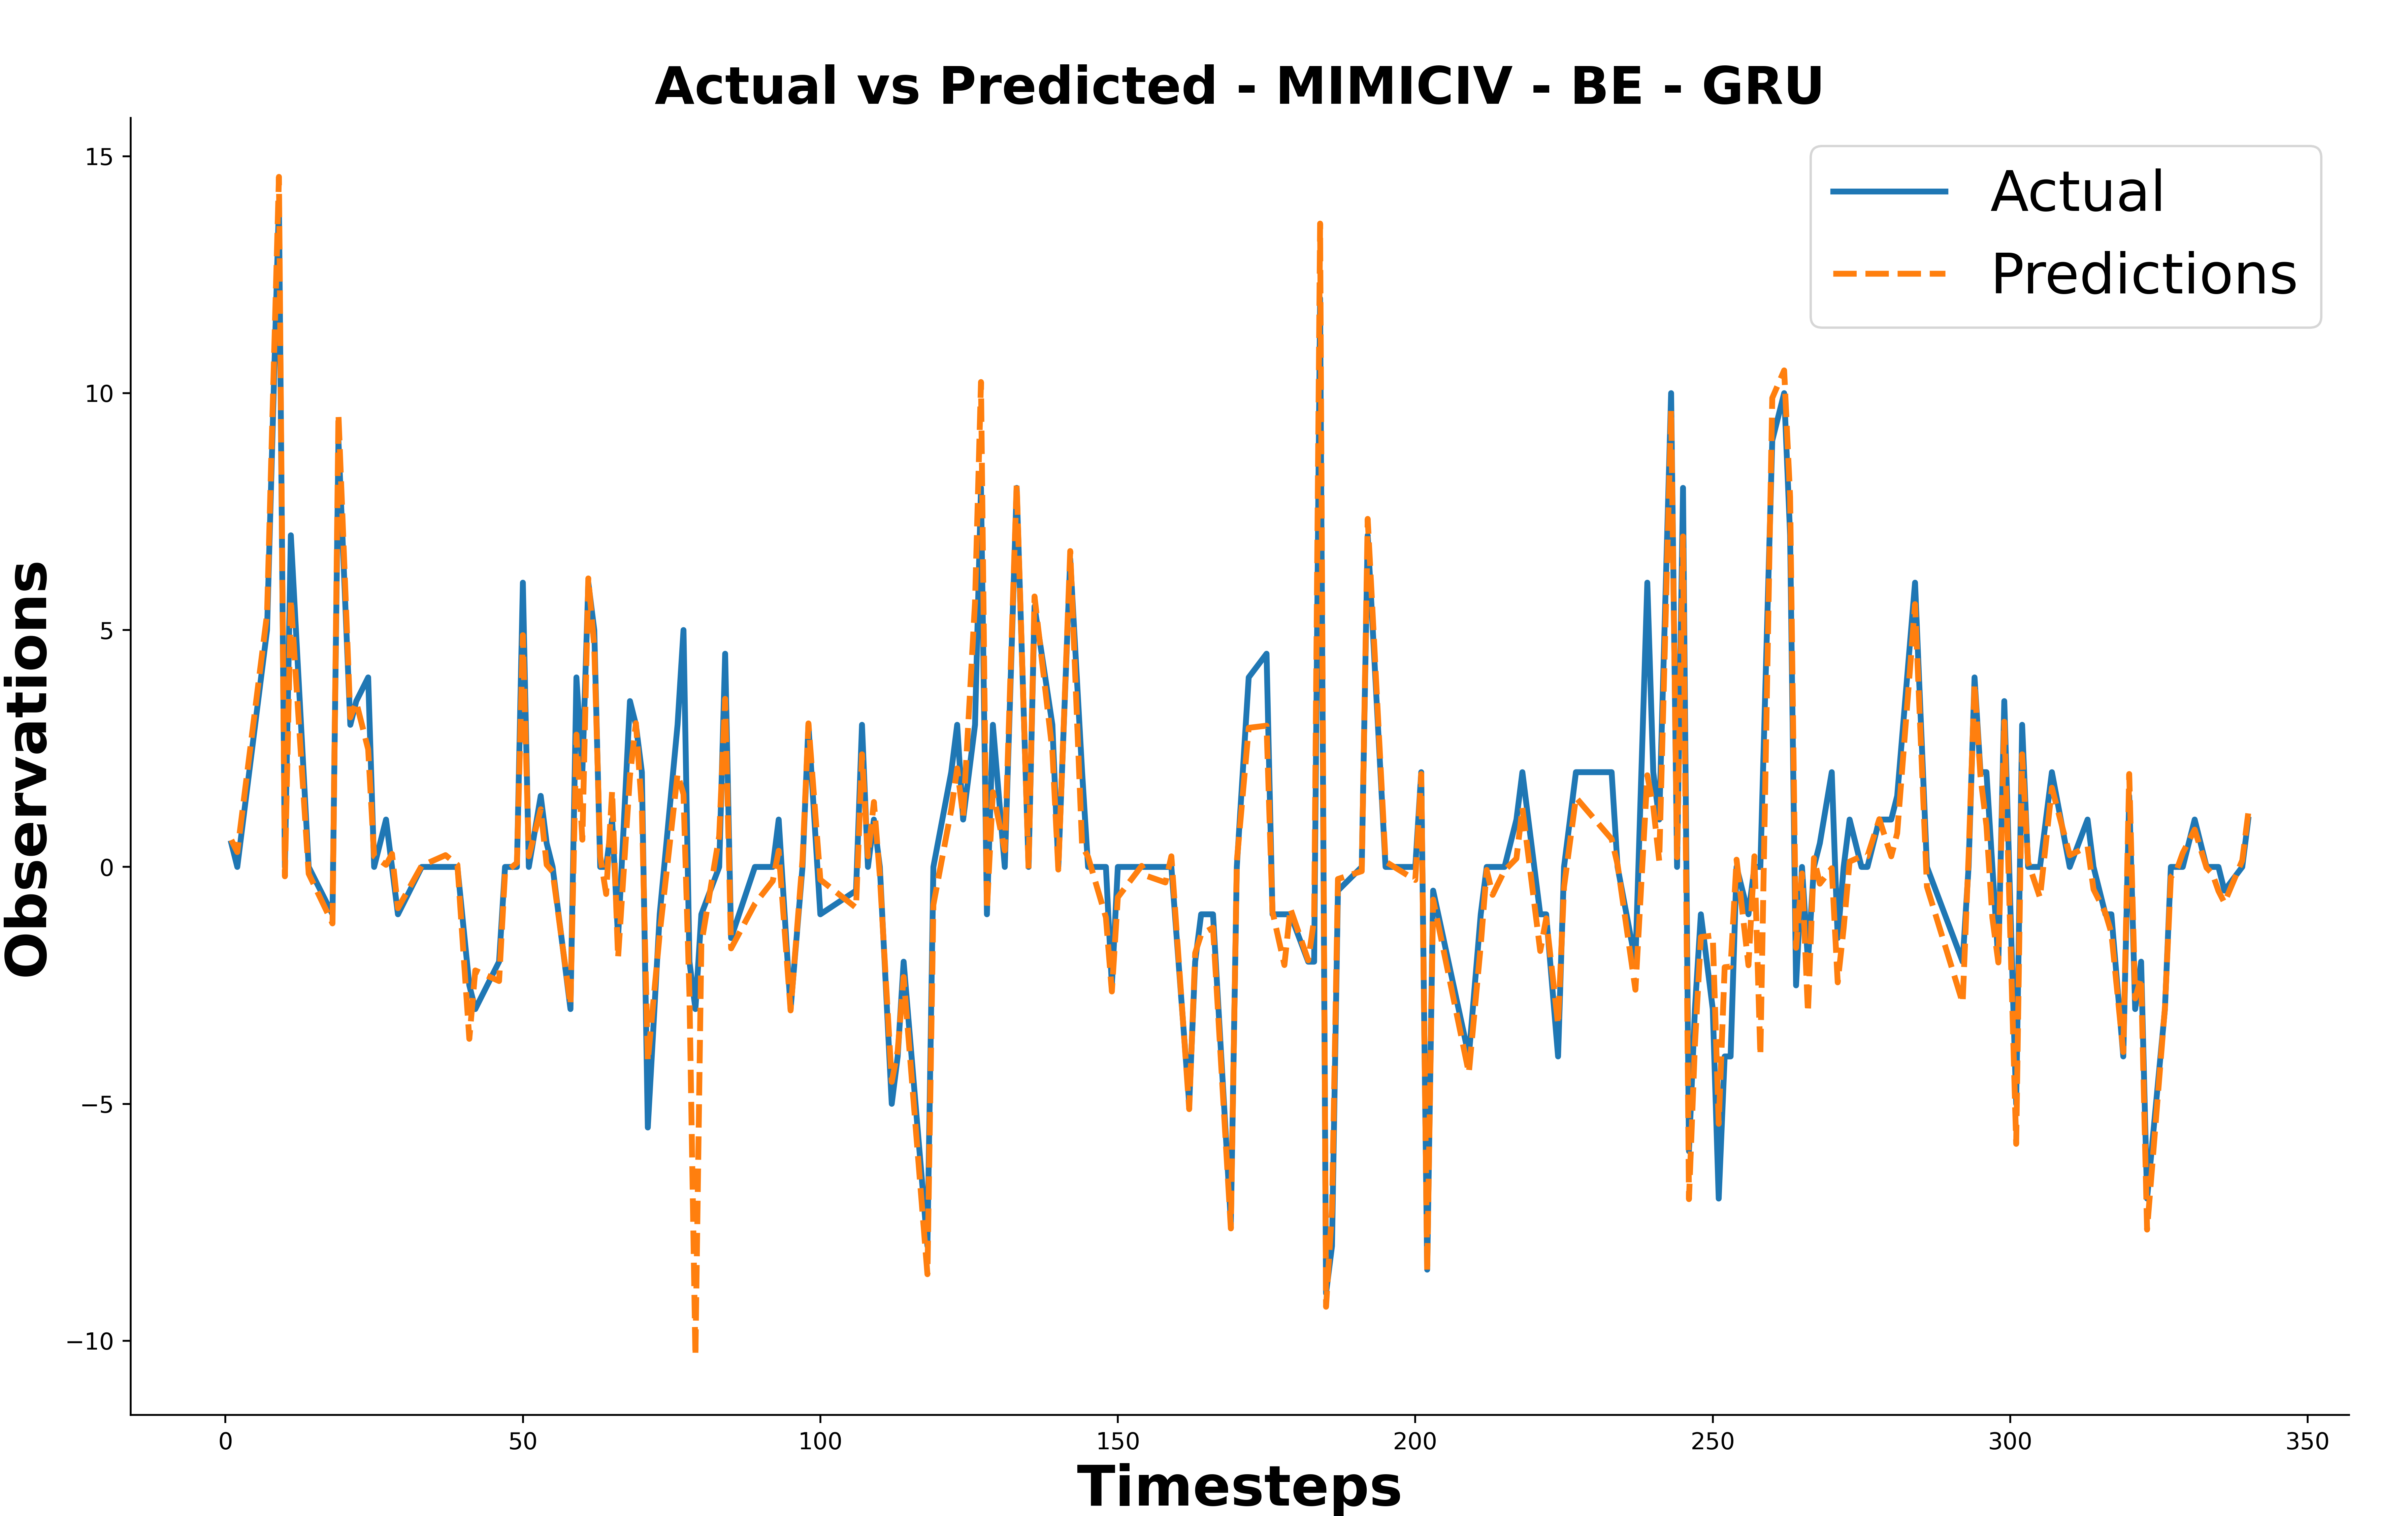 Actual vs Predicted - MIMICIV - BE - GRU
Actual
Predictions
Observations
15
10
5
0
−5
−10
0 50 100 150 200 250 300 350
Timesteps